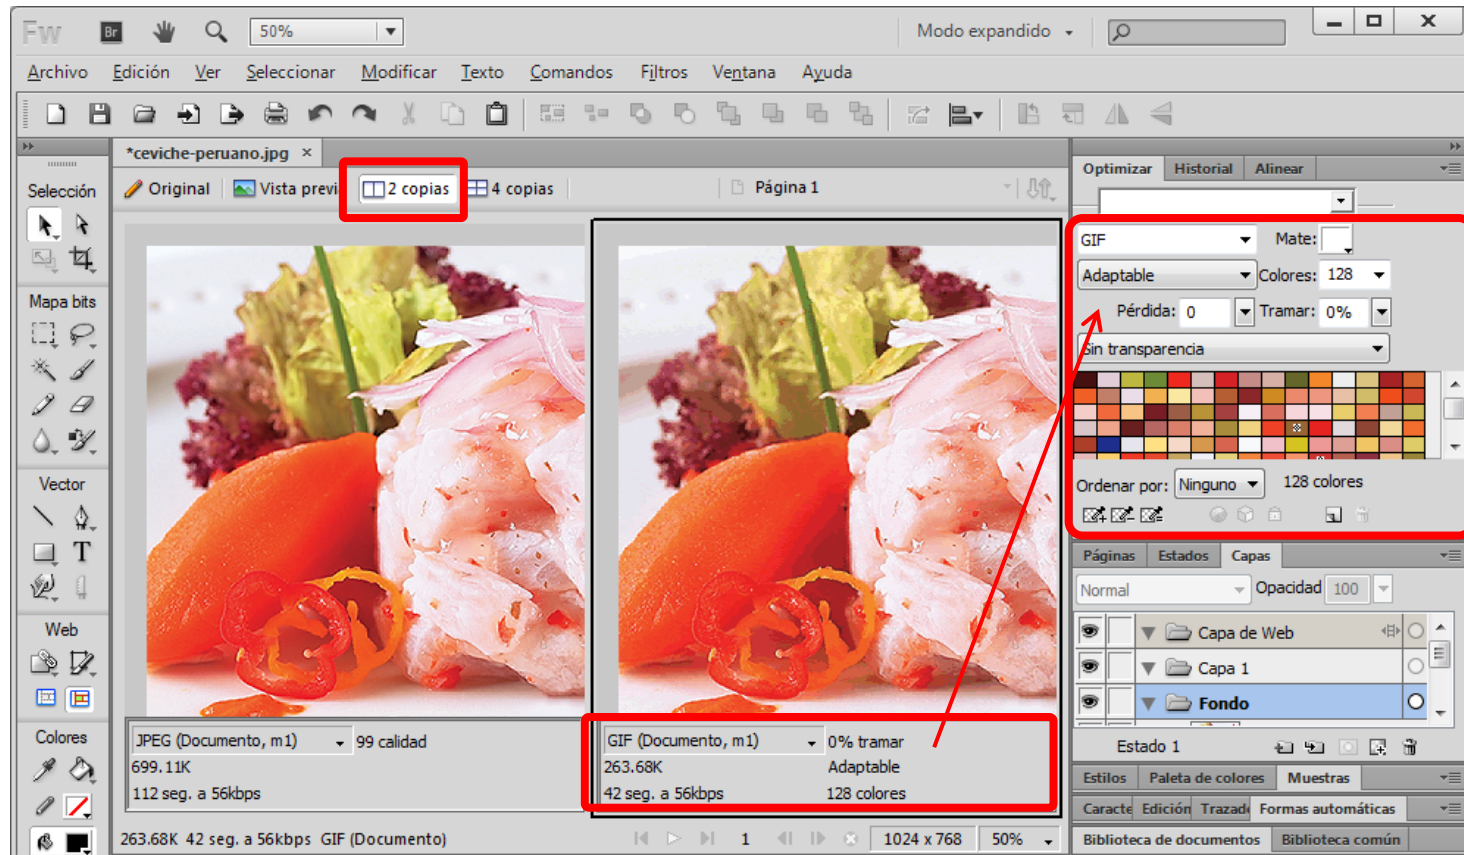 Fw Br 50% Modo expandido
Archivo Edición Ver Seleccionar Modificar Texto Comandos Filtros Ventana Ayuda
*ceviche-peruano.jpg ×
Original Vista previ 2 copias 4 copias Página 1
Selección
Mapa bits
Vector
T
Web
Colores
JPEG (Documento, m1) 99 calidad
699.11K
112 seg. a 56kbps
GIF (Documento, m1) 0% tramar
263.68K Adaptable
42 seg. a 56kbps 128 colores
263.68K 42 seg. a 56kbps GIF (Documento) 1 1024 x 768 50%
Optimizar Historial Alinear
GIF Mate:
Adaptable Colores: 128
Pérdida: 0 Tramar: 0%
Sin transparencia
Ordenar por: Ninguno 128 colores
Páginas Estados Capas
Normal Opacidad 100
Capa de Web
Capa 1
Fondo
Estado 1
Estilos Paleta de colores Muestras
Caracte Edición Trazad Formas automáticas
Biblioteca de documentos Biblioteca común